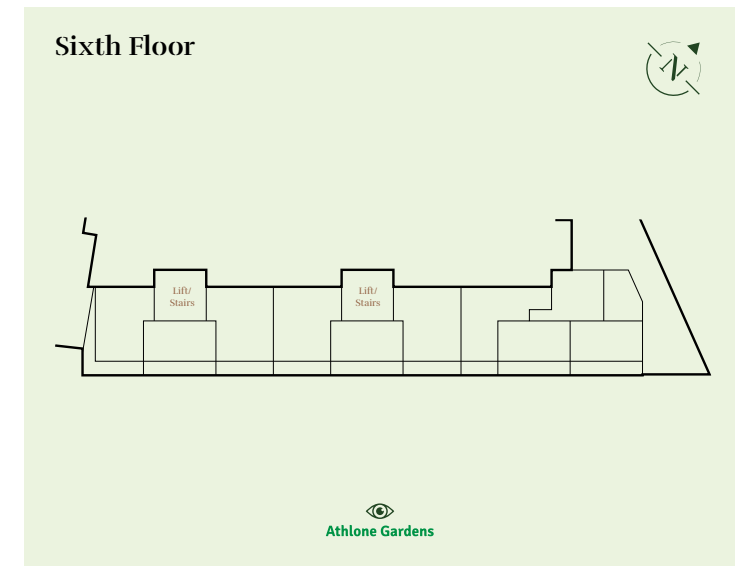 Sixth Floor
N
Lift/
Stairs
Lift/
Stairs
Athlone Gardens